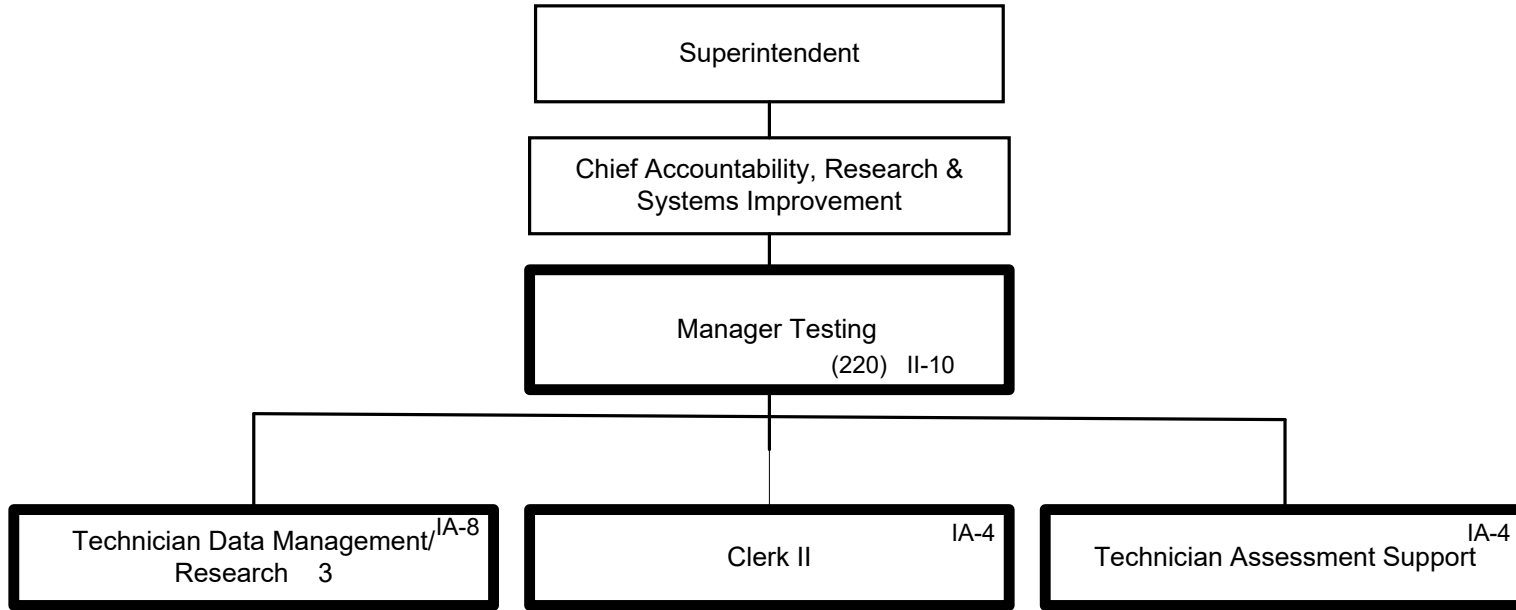 Superintendent
Chief Accountability, Research &
Systems Improvement
Manager Testing
(220) II-10
Technician Data Management/
IA-8
Research 3
Clerk II
IA-4
Technician Assessment Support
IA-4